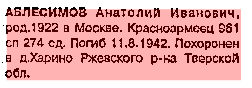 АБЛЕСИМОВ Анатолий Иванович,
род.1922 в Москве. Красноармеец 961
сп 274 сд. Погиб 11.8.1942. Похоронен
в д.Харино Ржевского р-на Тверской
обл.